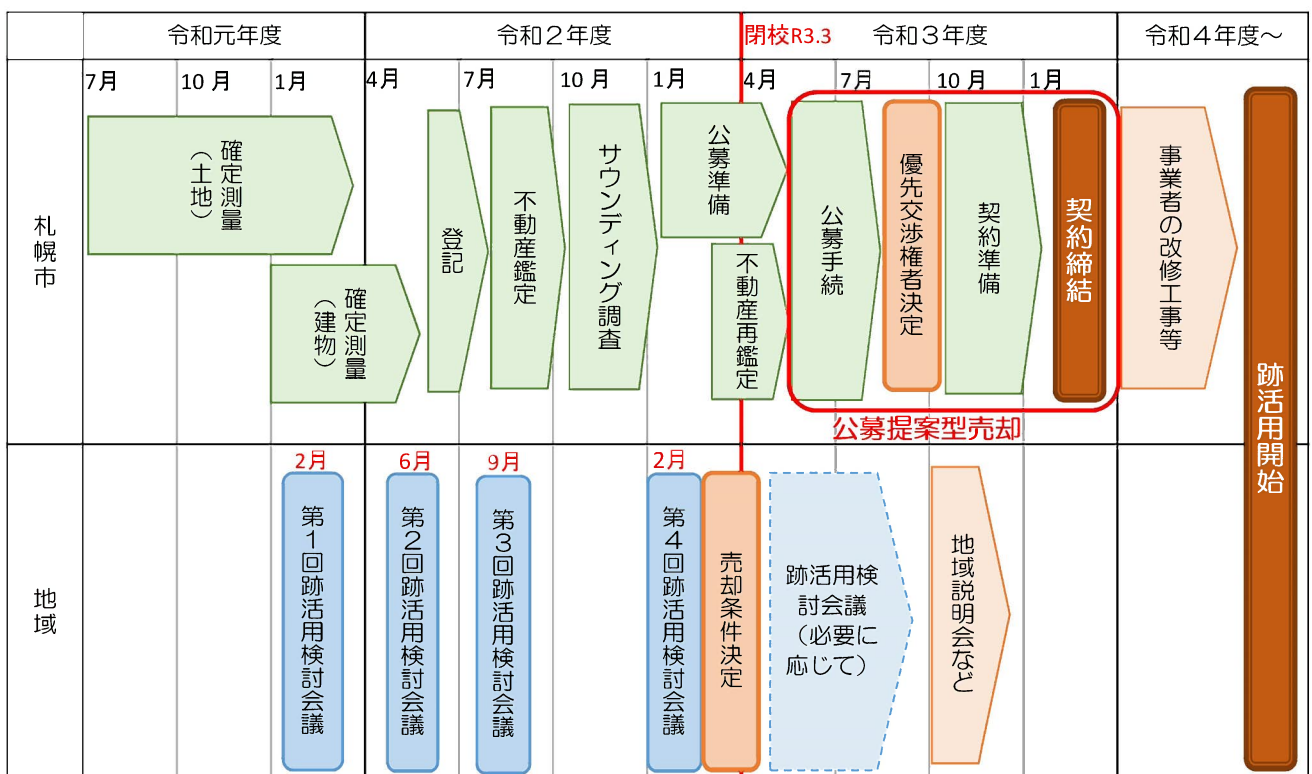 令和元年度
令和２年度
閉校R3.3
令和３年度
令和４年度～
7月
10月
1月
4月
7月
10月
1月
4月
7月
10月
1月
札幌市
確定測量
（土地）
確定測量
（建物）
登記
不動産鑑定
サウンディング調査
公募準備
不動産再鑑定
公募手続
優先交渉権者決定
契約準備
契約締結
事業者の改修工事等
跡活用開始
公募提案型売却
地域
2月
6月
9月
2月
第１回跡活用検討会議
第２回跡活用検討会議
第３回跡活用検討会議
第４回跡活用検討会議
売却条件決定
跡活用検
討会議
（必要に
応じて）
地域説明会など